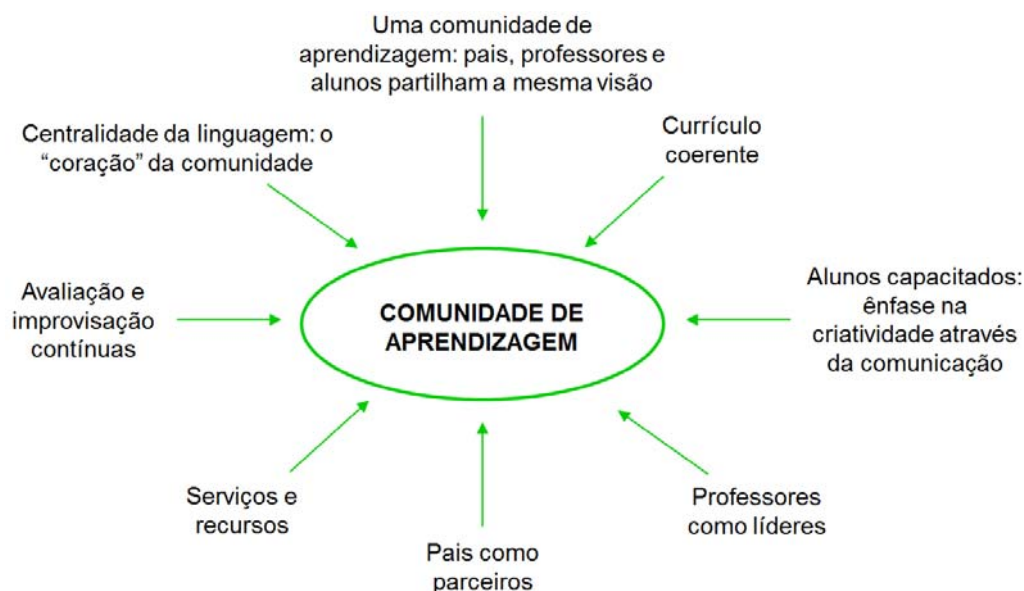 Uma comunidade de
aprendizagem: pais, professores e
alunos partilham a mesma visão
Centralidade da linguagem: o
“coração” da comunidade
Currículo
coerente
Avaliação e
improvisação
contínuas
COMUNIDADE DE
APRENDIZAGEM
Alunos capacitados:
ênfase na
criatividade através
da comunicação
Serviços e
recursos
Pais como
parceiros
Professores
como líderes